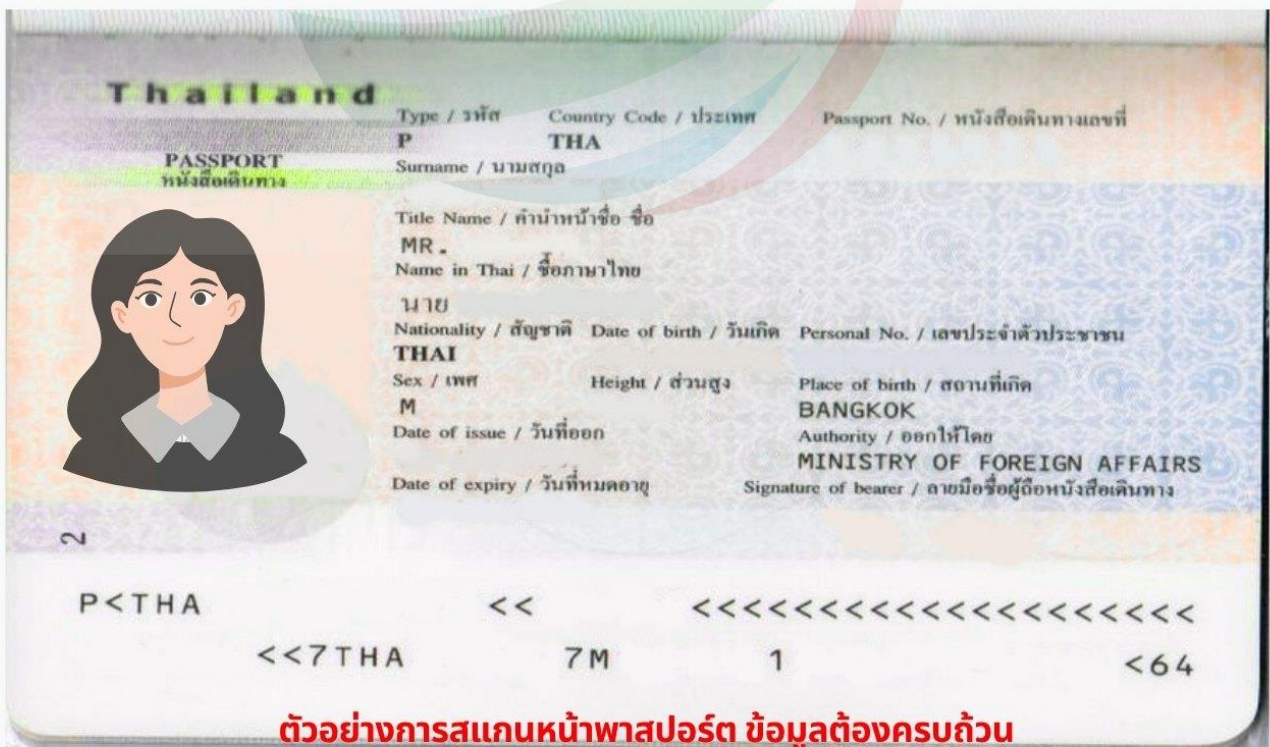 Thailand
PASSPORT
หนังสือเดินทาง
Type / รหัส Country Code / ประเทศ Passport No. / หนังสือเดินทางเลขที่
P THA
Surname / นามสกุล
Title Name / คำนำหน้าชื่อ ชื่อ
MR.
Name in Thai / ชื่อภาษาไทย
นาย
Nationality / สัญชาติ Date of birth / วันเกิด Personal No. / เลขประจำตัวประชาชน
THAI
Sex / เพศ Height / ส่วนสูง Place of birth / สถานที่เกิด
M BANGKOK
Date of issue / วันที่ออก Authority / ออกให้โดย
MINISTRY OF FOREIGN AFFAIRS
Date of expiry / วันที่หมดอายุ Signature of bearer / ลายมือชื่อผู้ถือหนังสือเดินทาง
2
P<THA << <<<<<<<<<<<<<<<<<<<<
<<7THA 7M 1 <64
ตัวอย่างการสแกนหน้าพาสปอร์ต ข้อมูลต้องครบถ้วน